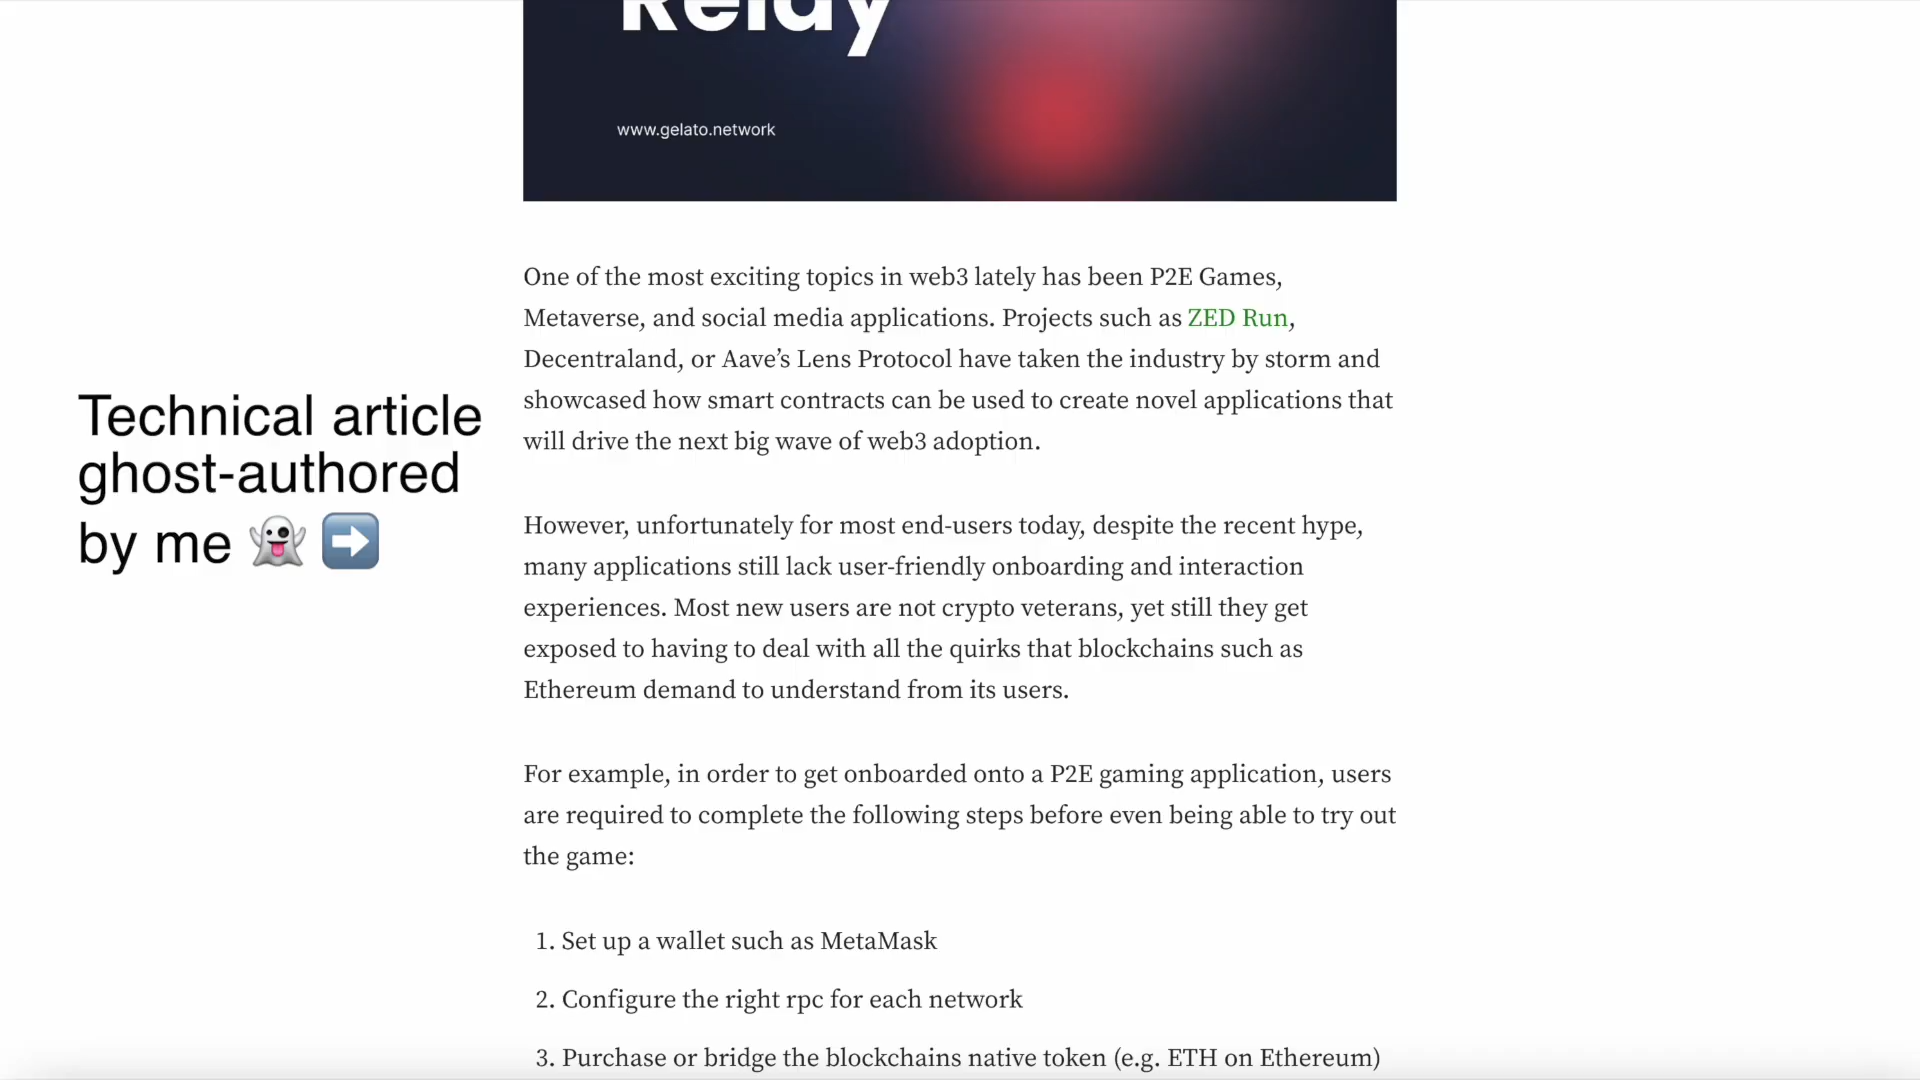 Relay
www.gelato.network
Technical article
ghost-authored
by me 👻 ➡️
One of the most exciting topics in web3 lately has been P2E Games,
Metaverse, and social media applications. Projects such as ZED Run,
Decentraland, or Aave’s Lens Protocol have taken the industry by storm and
showcased how smart contracts can be used to create novel applications that
will drive the next big wave of web3 adoption.
However, unfortunately for most end-users today, despite the recent hype,
many applications still lack user-friendly onboarding and interaction
experiences. Most new users are not crypto veterans, yet still they get
exposed to having to deal with all the quirks that blockchains such as
Ethereum demand to understand from its users.
For example, in order to get onboarded onto a P2E gaming application, users
are required to complete the following steps before even being able to try out
the game:
1. Set up a wallet such as MetaMask
2. Configure the right rpc for each network
3. Purchase or bridge the blockchains native token (e.g. ETH on Ethereum)